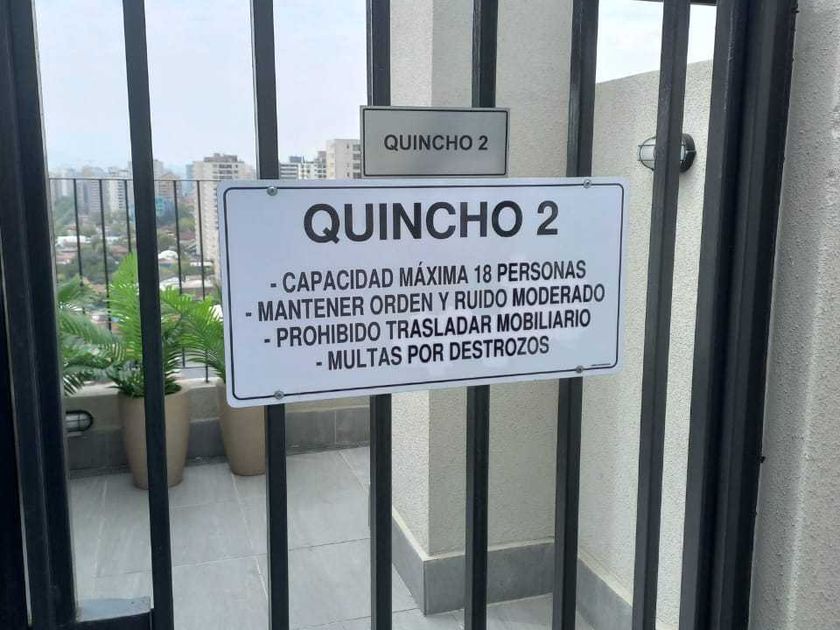 QUINCHO 2
QUINCHO 2
- CAPACIDAD MÁXIMA 18 PERSONAS
- MANTENER ORDEN Y RUIDO MODERADO
- PROHIBIDO TRASLADAR MOBILIARIO
- MULTAS POR DESTROZOS